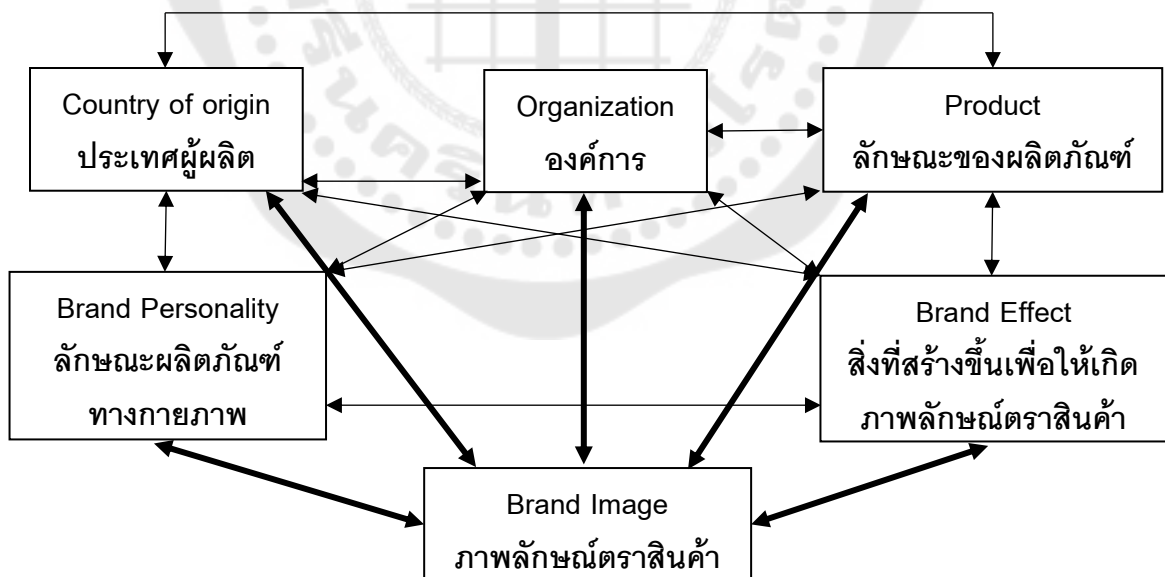 Country of origin
ประเทศผู้ผลิต
Organization
องค์การ
Product
ลักษณะของผลิตภัณฑ์
Brand Personality
ลักษณะผลิตภัณฑ์
ทางกายภาพ
Brand Effect
สิ่งที่สร้างขึ้นเพื่อให้เกิด
ภาพลักษณ์ตราสินค้า
Brand Image
ภาพลักษณ์ตราสินค้า